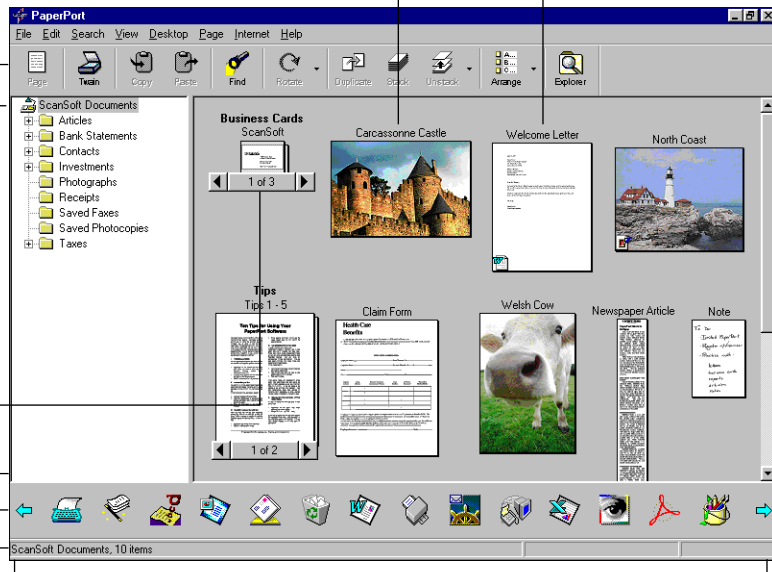 PaperPort
File Edit Search View Desktop Page Internet Help
Page Twain Copy Paste Find Rotate Duplicate Stack Unstack Arrange Explorer
ScanSoft Documents
Articles
Bank Statements
Contacts
Investments
Photographs
Receipts
Saved Faxes
Saved Photocopies
Taxes
Business Cards
ScanSoft
1 of 3
Carcassonne Castle
Welcome Letter
North Coast
Tips
Tips 1 - 5
Ten Tips for Using Your
PaperPort Software
1 of 2
Claim Form
Health Care
Benefits
Welsh Cow
Newspaper Article
Note
To Do
ScanSoft Documents, 10 items